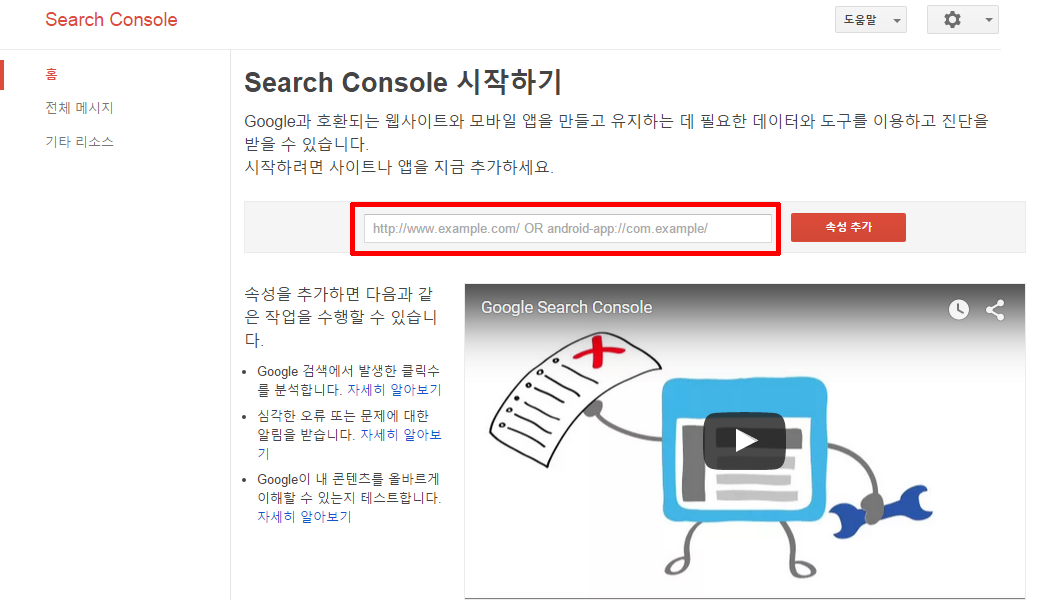 Search Console
도움말
홈
전체 메시지
기타 리소스
Search Console 시작하기
Google과 호환되는 웹사이트와 모바일 앱을 만들고 유지하는 데 필요한 데이터와 도구를 이용하고 진단을
받을 수 있습니다.
시작하려면 사이트나 앱을 지금 추가하세요.
http://www.example.com/ OR android-app://com.example/
속성 추가
속성을 추가하면 다음과 같
은 작업을 수행할 수 있습니
다.
Google 검색에서 발생한 클릭수
를 분석합니다. 자세히 알아보기
심각한 오류 또는 문제에 대한
알림을 받습니다. 자세히 알아보
기
Google이 내 콘텐츠를 올바르게
이해할 수 있는지 테스트합니다.
자세히 알아보기
Google Search Console